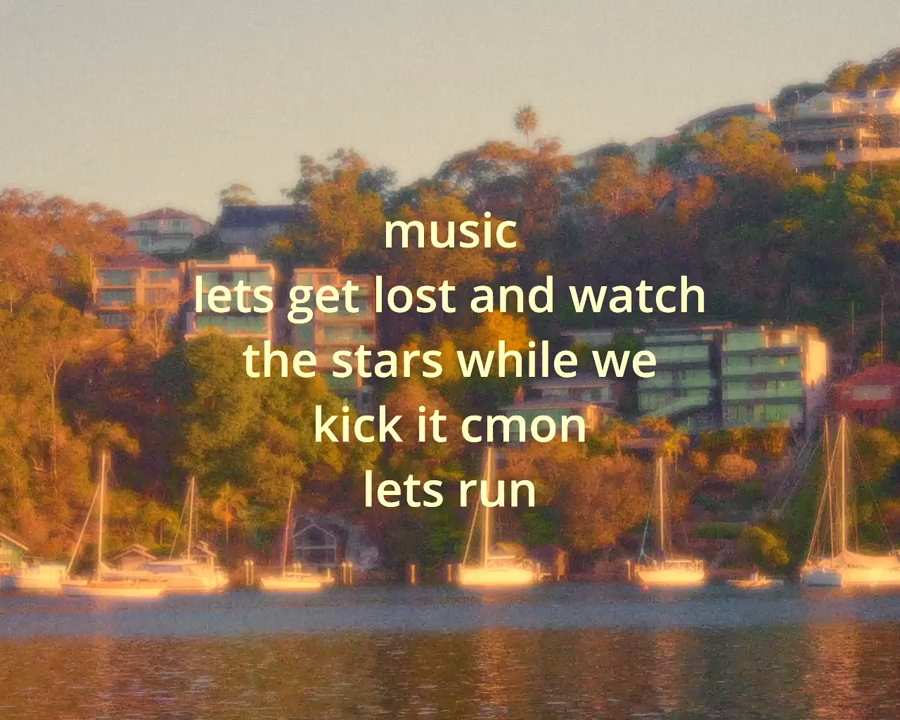 music
lets get lost and watch
the stars while we
kick it cmon
lets run